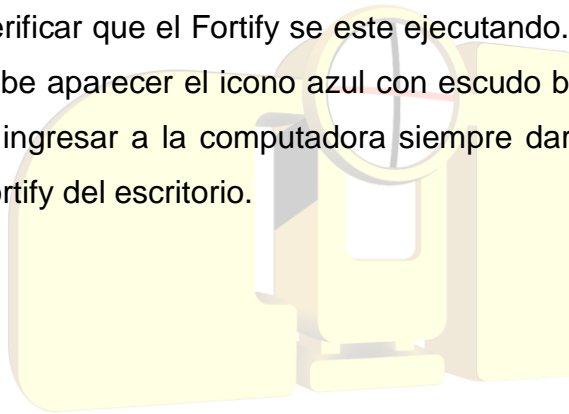 erificar que el Fortify se este ejecutando.
be aparecer el icono azul con escudo b
ingresar a la computadora siempre dar
ortify del escritorio.